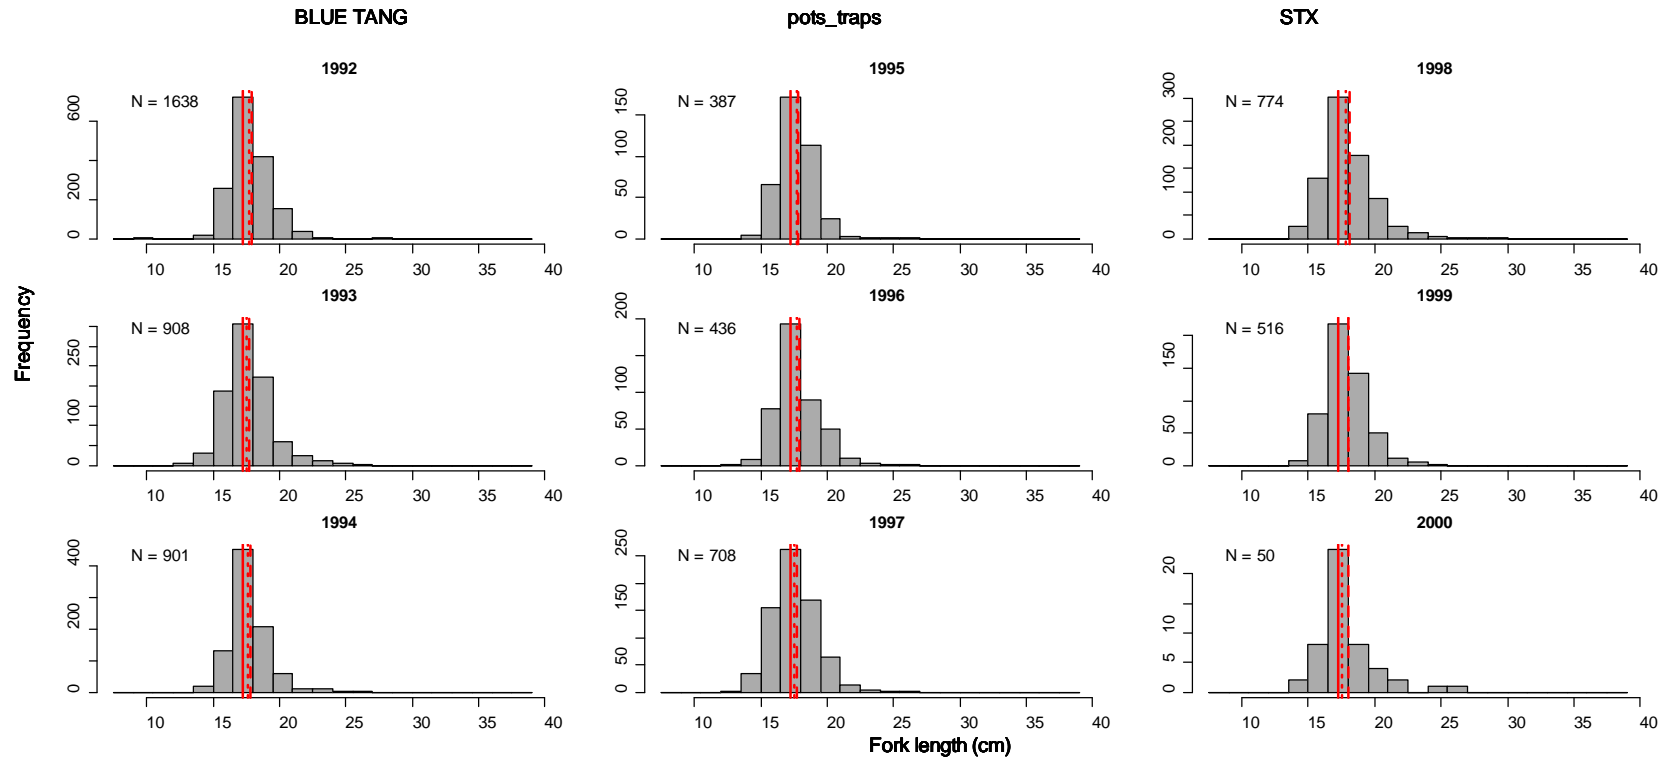 BLUE TANG pots_traps STX
1992 1995 1998
N = 1638 N = 387 N = 774
0 200 600
0 50 100 150
0 100 200 300
10 15 20 25 30 35 40
10 15 20 25 30 35 40
10 15 20 25 30 35 40
1993 1996 1999
N = 908 N = 436 N = 516
0 100 250
0 50 100 200
0 50 150
10 15 20 25 30 35 40
10 15 20 25 30 35 40
10 15 20 25 30 35 40
1994 1997 2000
N = 901 N = 708 N = 50
0 200 400
0 50 150 250
0 5 10 20
10 15 20 25 30 35 40
10 15 20 25 30 35 40
10 15 20 25 30 35 40
Frequency
Fork length (cm)